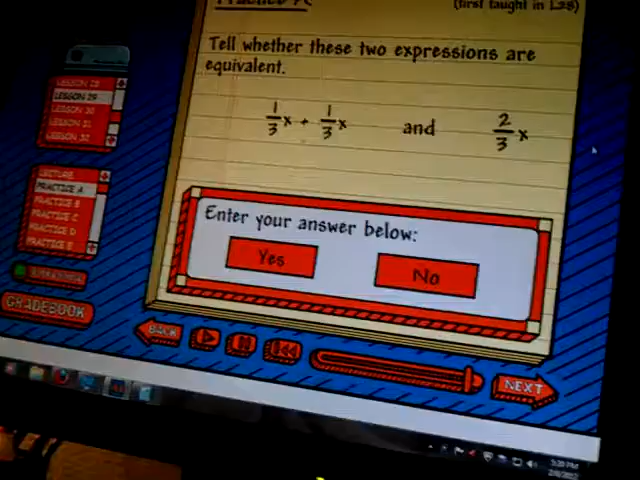 (first taught in L28)
Tell whether these two expressions are
equivalent.
1/3x + 1/3x and 2/3x
Enter your answer below:
Yes No
LESSON 28
LESSON 29
LESSON 30
LESSON 31
LESSON 32
LECTURE
PRACTICE A
PRACTICE B
PRACTICE C
PRACTICE D
PRACTICE E
GRADEBOOK
BACK
NEXT